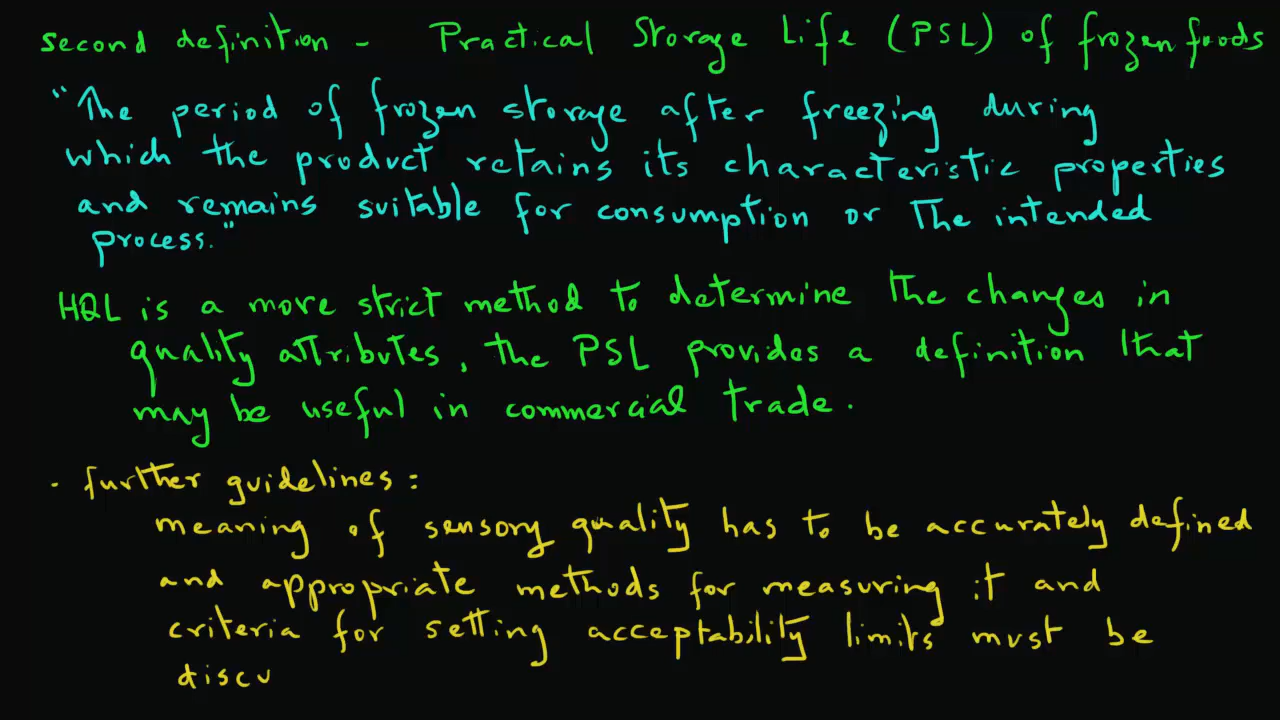 second definition - Practical Storage Life (PSL) of frozen foods
"The period of frozen storage after freezing during
which the product retains its characteristic properties
and remains suitable for consumption or the intended
process."
HQL is a more strict method to determine the changes in
quality attributes, the PSL provides a definition that
may be useful in commercial trade.
· further guidelines:
meaning of sensory quality has to be accurately defined
and appropriate methods for measuring it and
criteria for setting acceptability limits must be
discu